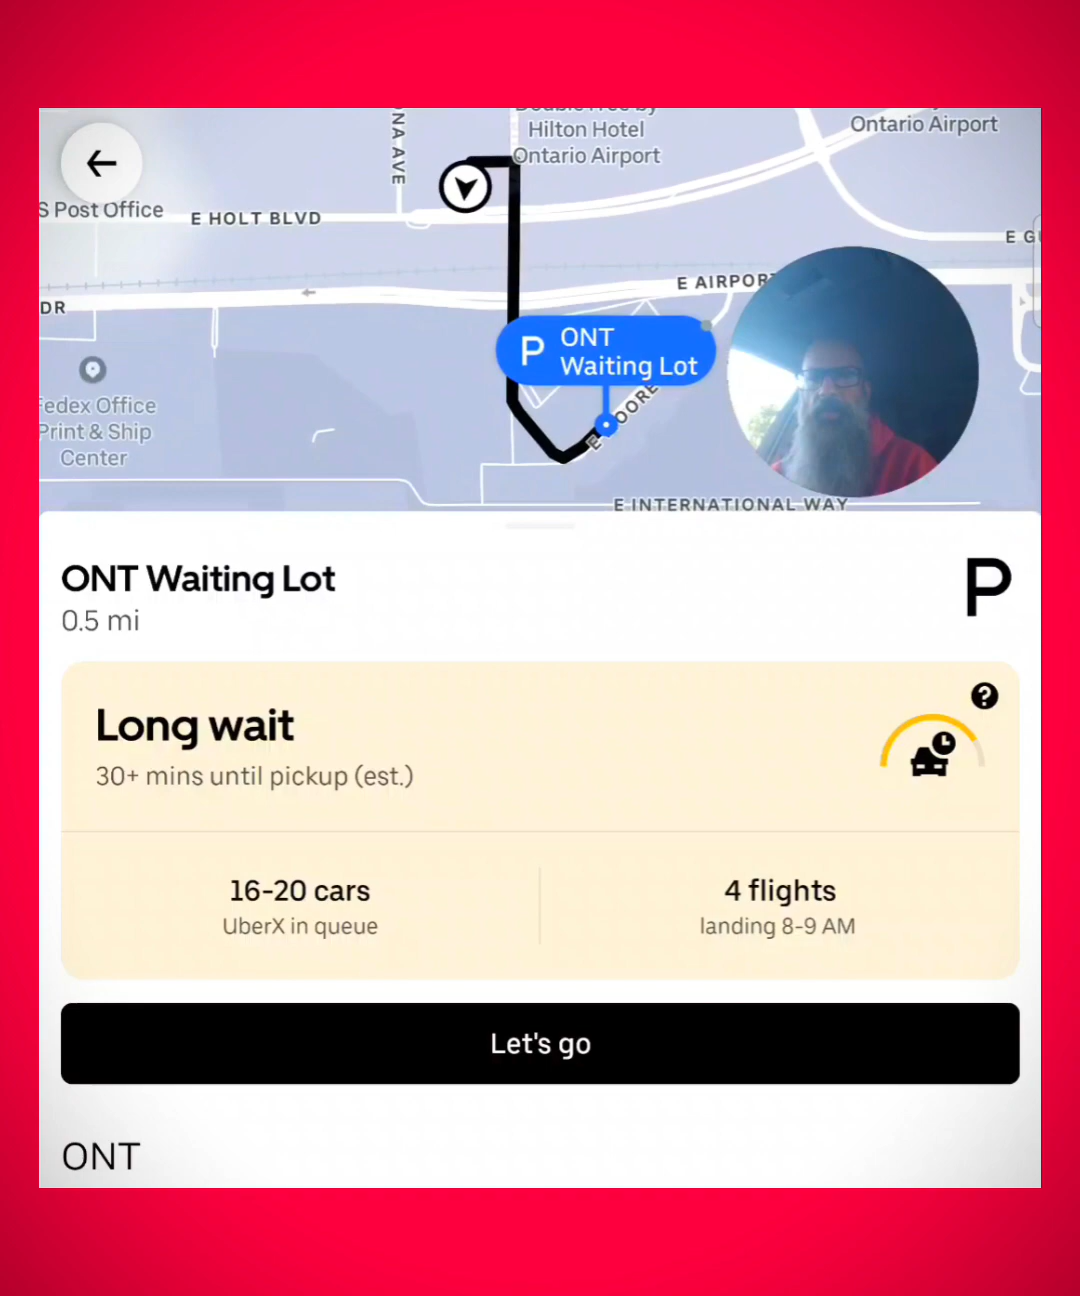 Hilton Hotel
Ontario Airport
Ontario Airport
NA AVE
S Post Office
E HOLT BLVD
E G
DR
E AIRPOR
P ONT
Waiting Lot
OORE
E
Fedex Office
Print & Ship
Center
E INTERNATIONAL WAY
ONT Waiting Lot
0.5 mi
P
Long wait
30+ mins until pickup (est.)
?
16-20 cars
UberX in queue
4 flights
landing 8-9 AM
Let's go
ONT